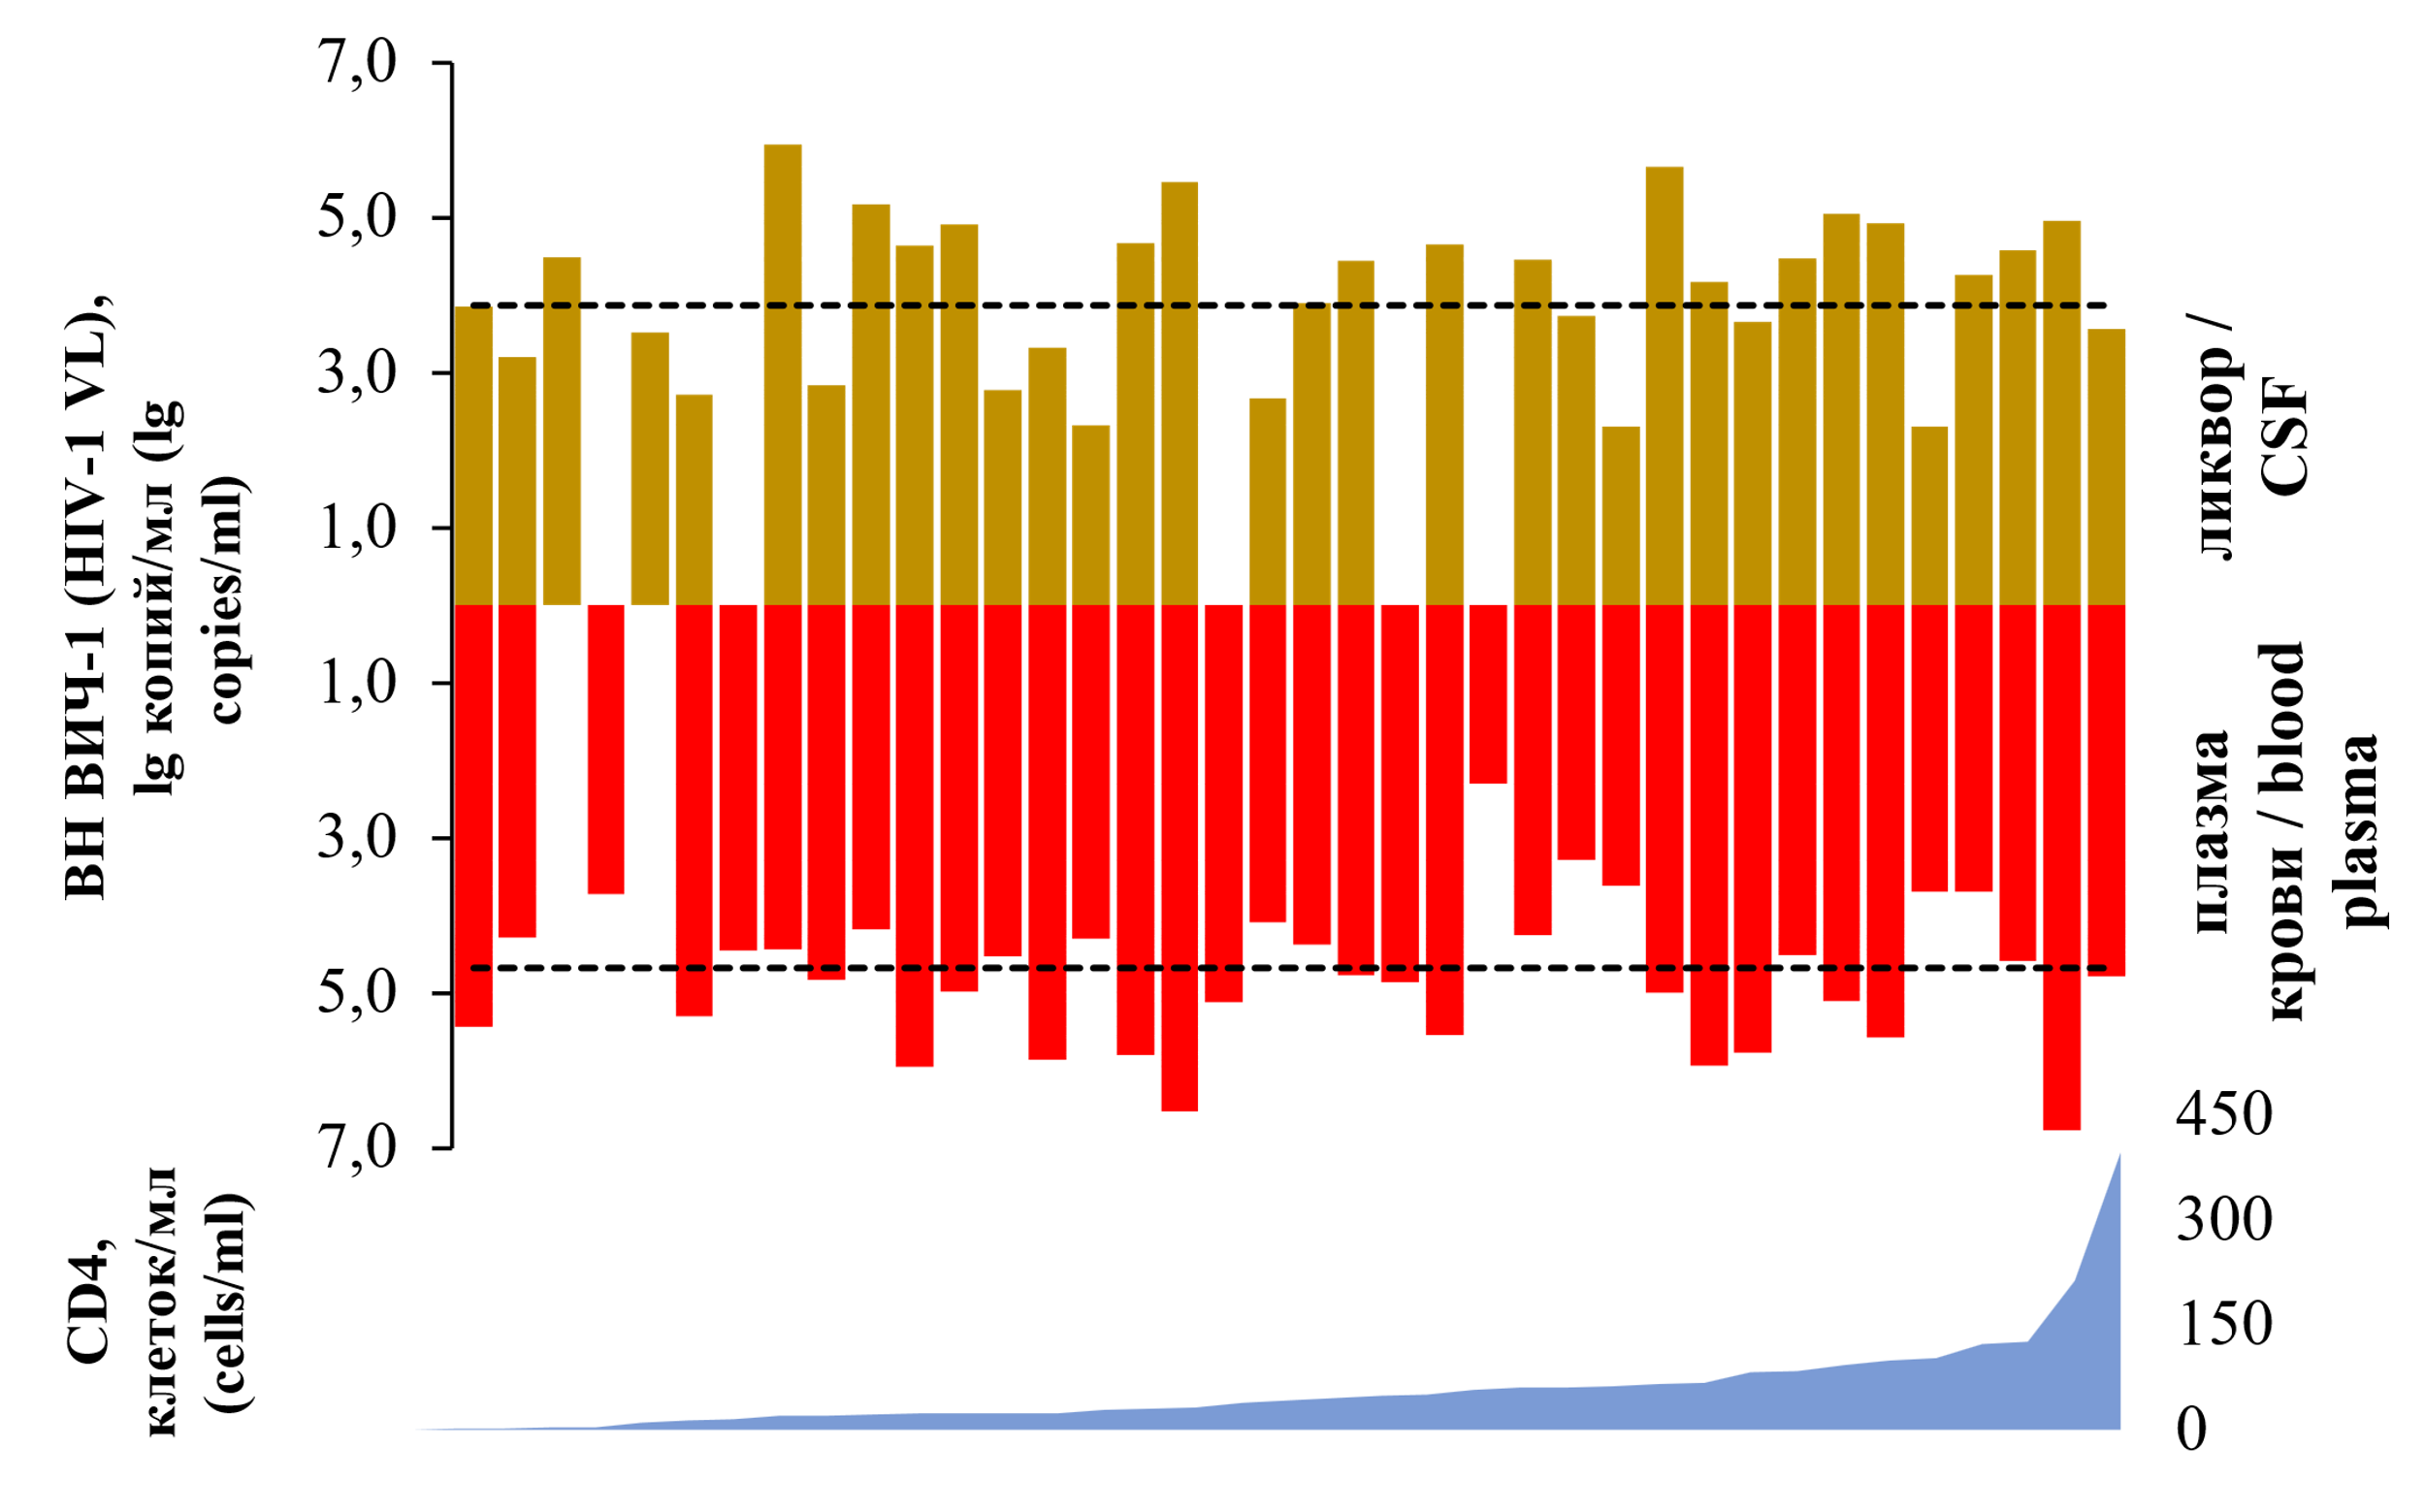 ВН ВИЧ-1 (HIV-1 VL),
lg копий/мл (lg
copies/ml)
7,0
5,0
3,0
1,0
1,0
3,0
5,0
7,0
ликвор /
CSF
плазма
крови / blood
plasma
CD4,
клеток/мл
(cells/ml)
450
300
150
0